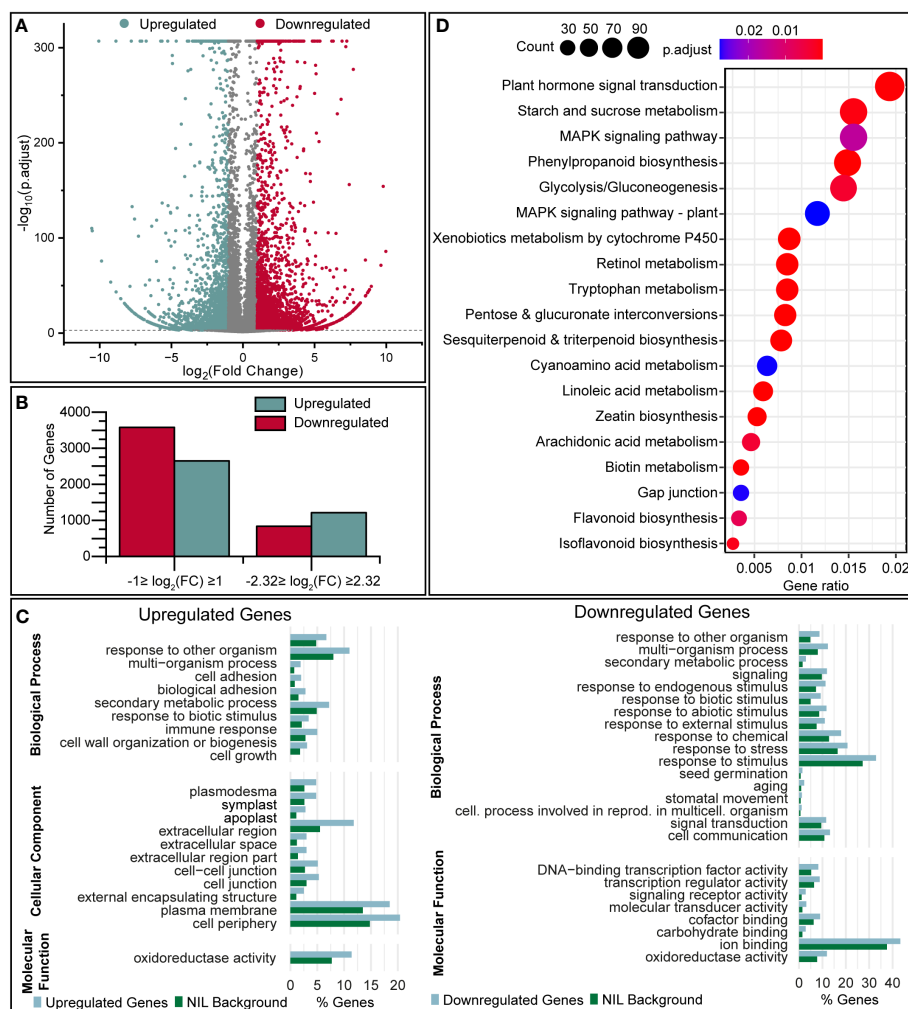 A
Upregulated
Downregulated
300
200
100
0
-log10(p.adjust)
−10
−5
0
5
10
log2(Fold Change)
B
Upregulated
Downregulated
4000
3000
2000
1000
0
Number of Genes
-1≥ log2(FC) ≥1
-2.32≥ log2(FC) ≥2.32
D
Count
30
50
70
90
p.adjust
0.02
0.01
Plant hormone signal transduction
Starch and sucrose metabolism
MAPK signaling pathway
Phenylpropanoid biosynthesis
Glycolysis/Gluconeogenesis
MAPK signaling pathway - plant
Xenobiotics metabolism by cytochrome P450
Retinol metabolism
Tryptophan metabolism
Pentose & glucuronate interconversions
Sesquiterpenoid & triterpenoid biosynthesis
Cyanoamino acid metabolism
Linoleic acid metabolism
Zeatin biosynthesis
Arachidonic acid metabolism
Biotin metabolism
Gap junction
Flavonoid biosynthesis
Isoflavonoid biosynthesis
0.005
0.01
0.015
0.02
Gene ratio
C
Upregulated Genes
Biological Process
response to other organism
multi−organism process
cell adhesion
biological adhesion
secondary metabolic process
response to biotic stimulus
immune response
cell wall organization or biogenesis
cell growth
Cellular Component
plasmodesma
symplast
apoplast
extracellular region
extracellular space
extracellular region part
cell−cell junction
cell junction
external encapsulating structure
plasma membrane
cell periphery
Molecular Function
oxidoreductase activity
0
5
10
15
20
Upregulated Genes
NIL Background
% Genes
Downregulated Genes
Biological Process
response to other organism
multi−organism process
secondary metabolic process
signaling
response to endogenous stimulus
response to biotic stimulus
response to abiotic stimulus
response to external stimulus
response to chemical
response to stress
response to stimulus
seed germination
aging
stomatal movement
cell. process involved in reprod. in multicell. organism
signal transduction
cell communication
Molecular Function
DNA−binding transcription factor activity
transcription regulator activity
signaling receptor activity
molecular transducer activity
cofactor binding
carbohydrate binding
ion binding
oxidoreductase activity
0
10
20
30
40
Downregulated Genes
NIL Background
% Genes